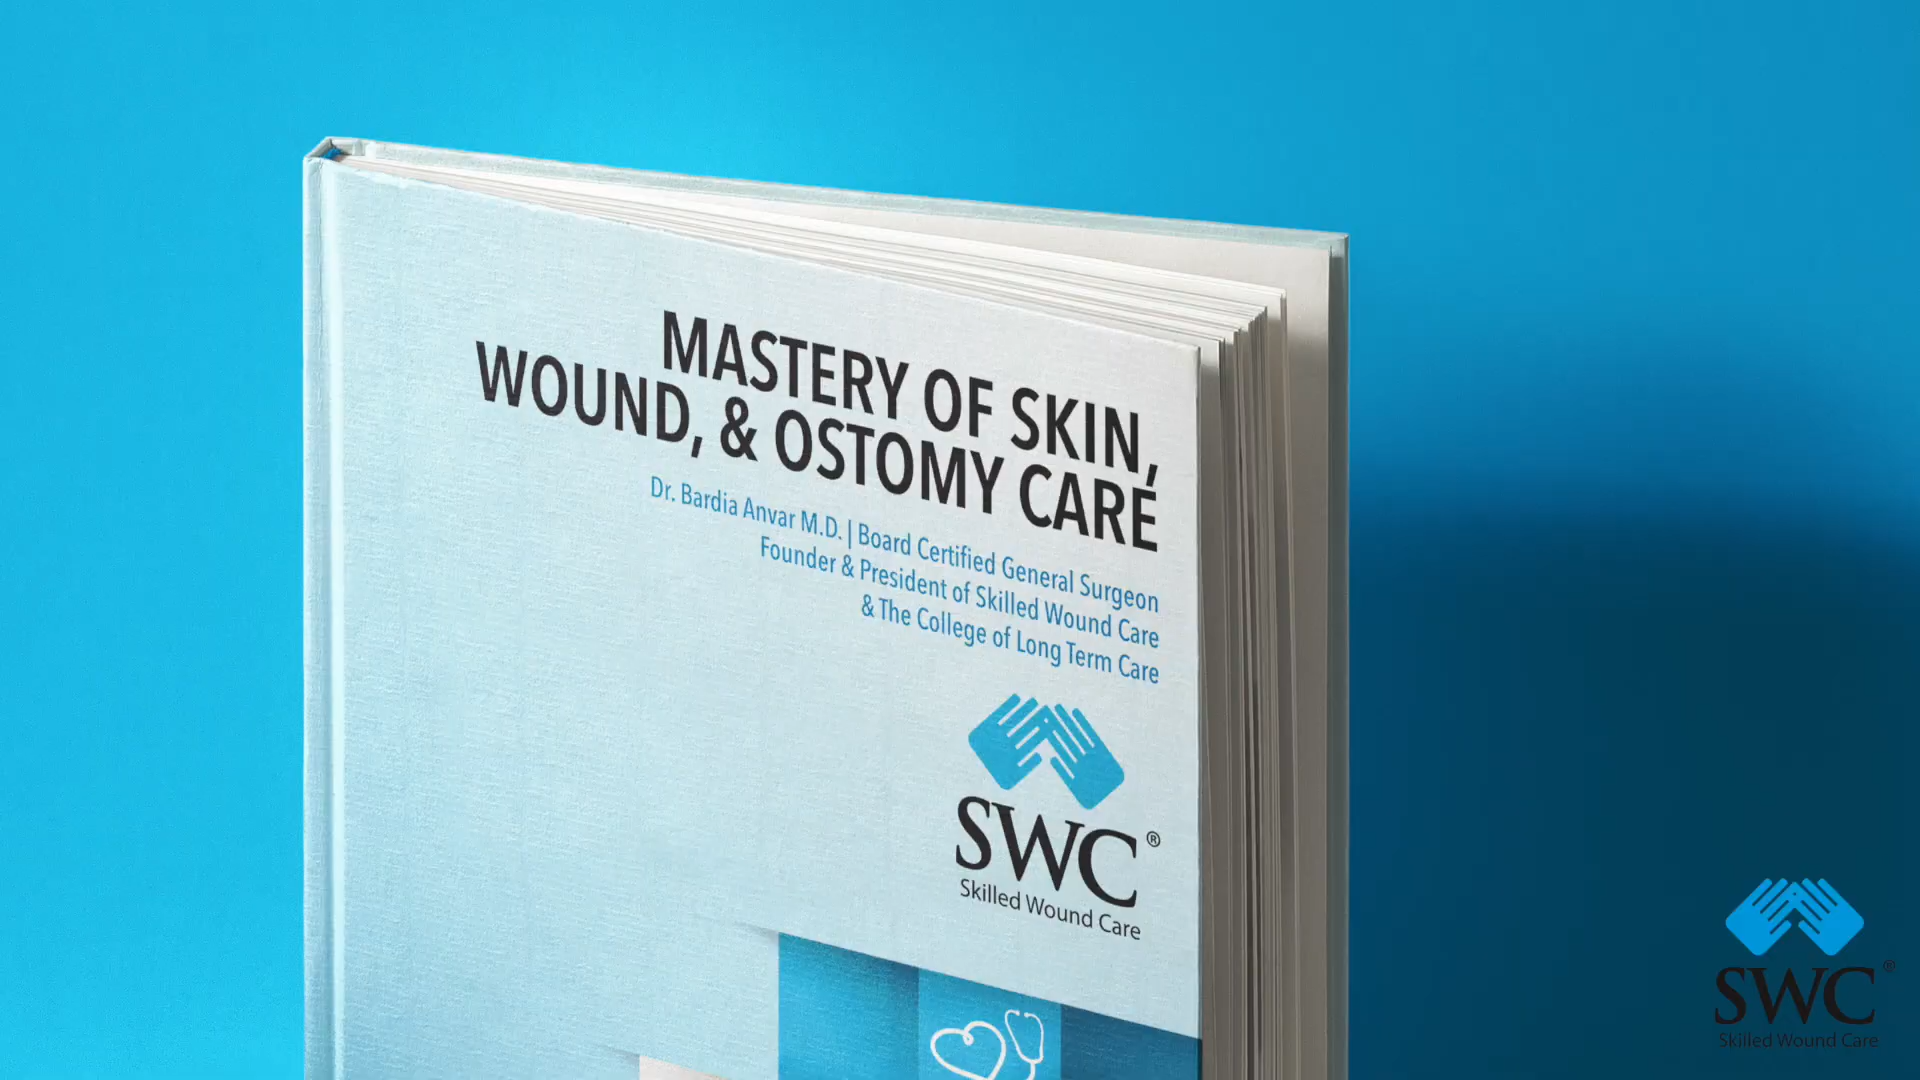 MASTERY OF SKIN,
WOUND, & OSTOMY CARE
Dr. Bardia Anvar M.D. | Board Certified General Surgeon
Founder & President of Skilled Wound Care
& The College of Long Term Care
SWC®
Skilled Wound Care
SWC®
Skilled Wound Care